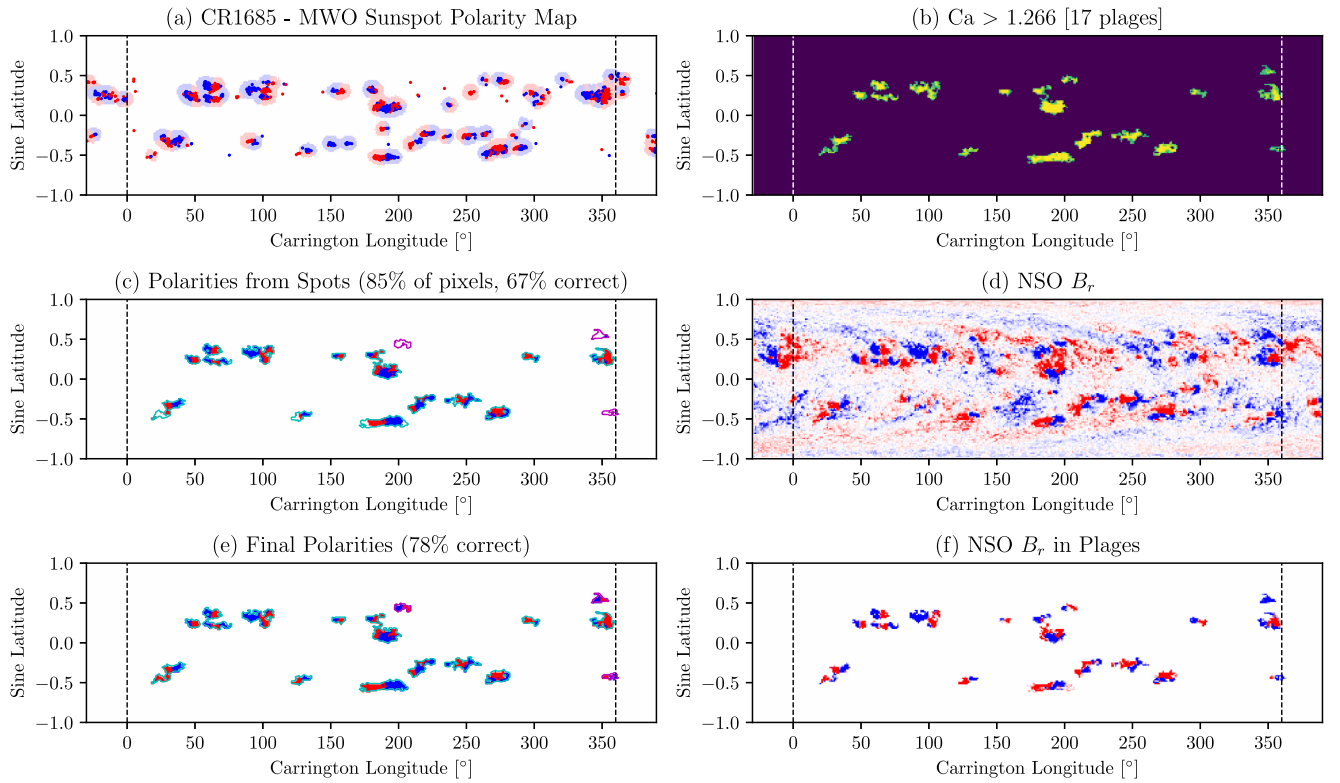 (a) CR1685 - MWO Sunspot Polarity Map
1.0
0.5
0.0
−0.5
−1.0
Sine Latitude
0 50 100 150 200 250 300 350
Carrington Longitude [°]
(b) Ca > 1.266 [17 plages]
1.0
0.5
0.0
−0.5
−1.0
Sine Latitude
0 50 100 150 200 250 300 350
Carrington Longitude [°]
(c) Polarities from Spots (85% of pixels, 67% correct)
1.0
0.5
0.0
−0.5
−1.0
Sine Latitude
0 50 100 150 200 250 300 350
Carrington Longitude [°]
(d) NSO B_r
1.0
0.5
0.0
−0.5
−1.0
Sine Latitude
0 50 100 150 200 250 300 350
Carrington Longitude [°]
(e) Final Polarities (78% correct)
1.0
0.5
0.0
−0.5
−1.0
Sine Latitude
0 50 100 150 200 250 300 350
Carrington Longitude [°]
(f) NSO B_r in Plages
1.0
0.5
0.0
−0.5
−1.0
Sine Latitude
0 50 100 150 200 250 300 350
Carrington Longitude [°]